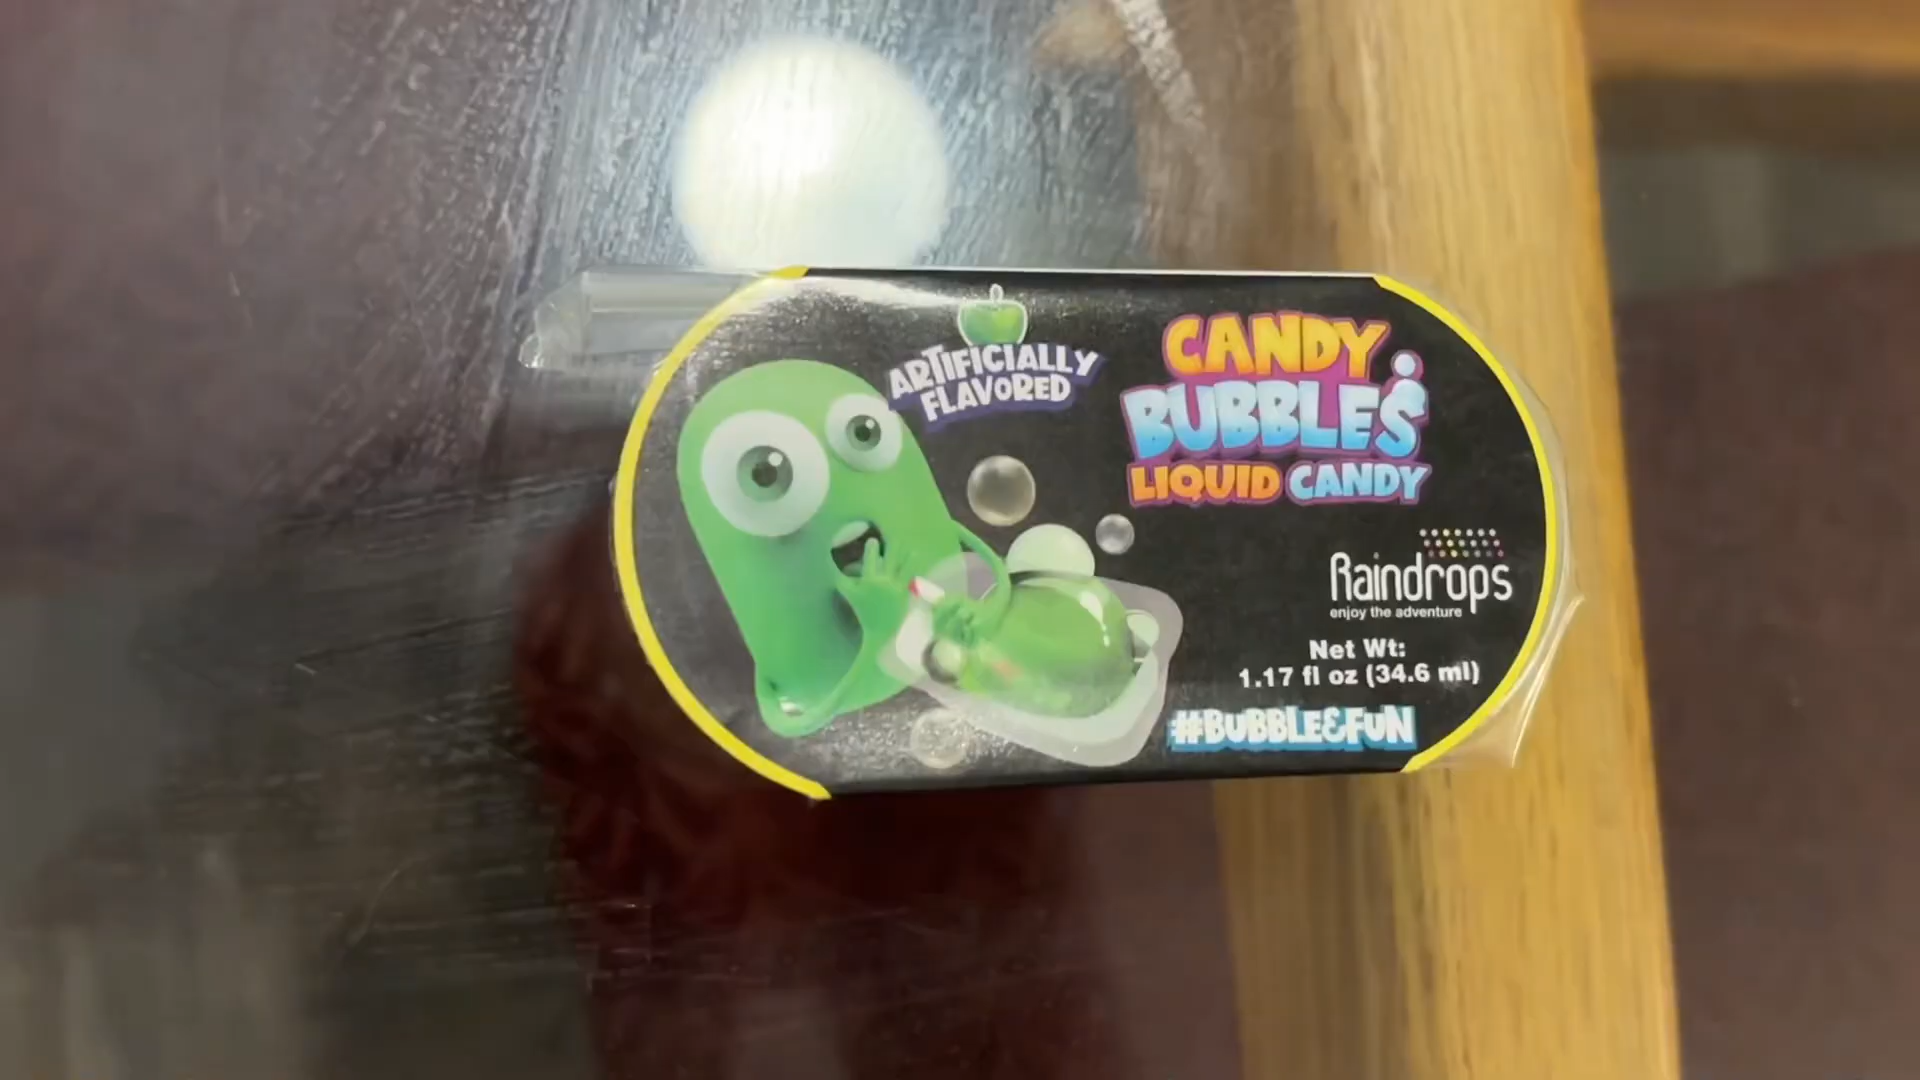 ARTIFICIALLY
FLAVORED
CANDY
BUBBLES
LIQUID CANDY
Raindrops
enjoy the adventure
Net Wt:
1.17 fl oz (34.6 ml)
#BUBBLE&FUN